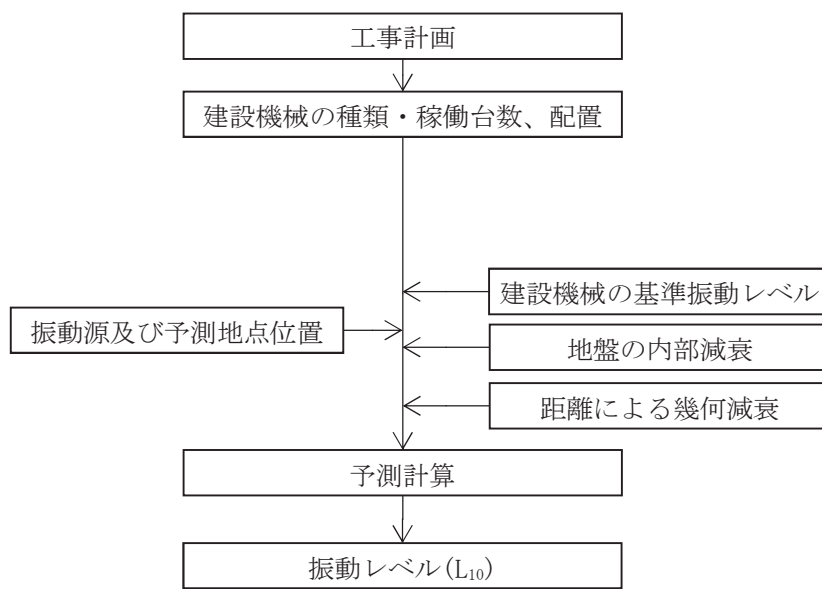 工事計画
建設機械の種類・稼働台数、配置
建設機械の基準振動レベル
振動源及び予測地点位置
地盤の内部減衰
距離による幾何減衰
予測計算
振動レベル(L₁₀)